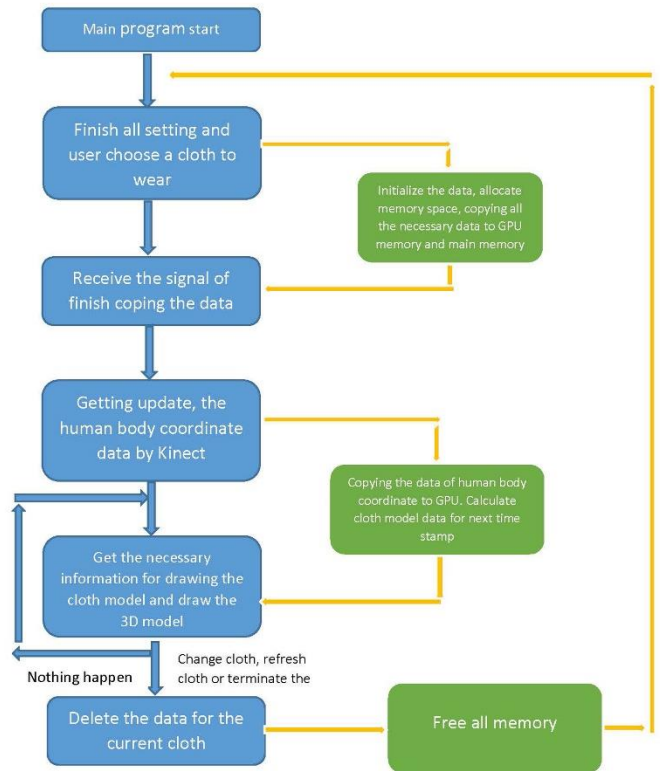 Main program start
Finish all setting and
user choose a cloth to
wear
Initialize the data, allocate
memory space, copying all
the necessary data to GPU
memory and main memory
Receive the signal of
finish coping the data
Getting update, the
human body coordinate
data by Kinect
Copying the data of human body
coordinate to GPU. Calculate
cloth model data for next time
stamp
Get the necessary
information for drawing the
cloth model and draw the
3D model
Nothing happen
Change cloth, refresh
cloth or terminate the
Delete the data for the
current cloth
Free all memory